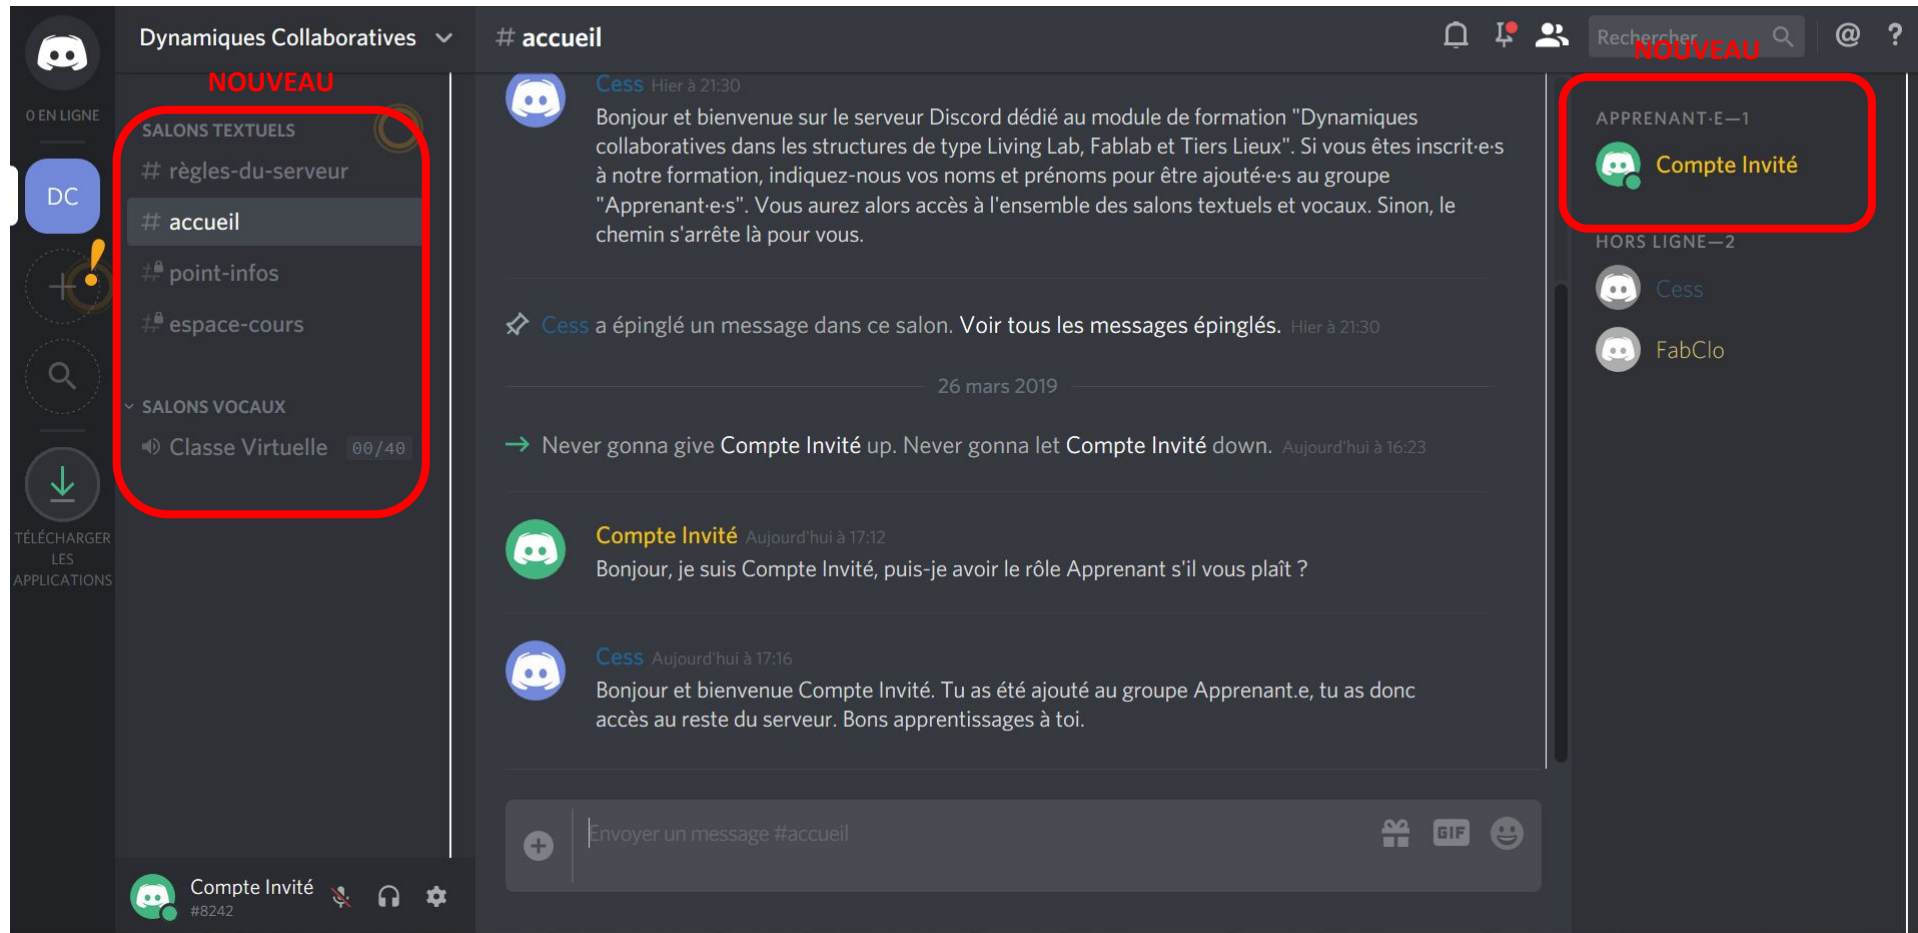 Dynamiques Collaboratives
# accueil
Rechercher
@
?
NOUVEAU
NOUVEAU
0 EN LIGNE
DC
TÉLÉCHARGER
LES
APPLICATIONS
SALONS TEXTUELS
# règles-du-serveur
# accueil
# point-infos
# espace-cours
SALONS VOCAUX
Classe Virtuelle 00/40
Compte Invité
#8242
Cess Hier à 21:30
Bonjour et bienvenue sur le serveur Discord dédié au module de formation "Dynamiques
collaboratives dans les structures de type Living Lab, Fablab et Tiers Lieux". Si vous êtes inscrit·e·s
à notre formation, indiquez-nous vos noms et prénoms pour être ajouté·e·s au groupe
"Apprenant·e·s". Vous aurez alors accès à l'ensemble des salons textuels et vocaux. Sinon, le
chemin s'arrête là pour vous.
Cess a épinglé un message dans ce salon. Voir tous les messages épinglés. Hier à 21:30
26 mars 2019
Never gonna give Compte Invité up. Never gonna let Compte Invité down. Aujourd'hui à 16:23
Compte Invité Aujourd'hui à 17:12
Bonjour, je suis Compte Invité, puis-je avoir le rôle Apprenant s'il vous plaît ?
Cess Aujourd'hui à 17:16
Bonjour et bienvenue Compte Invité. Tu as été ajouté au groupe Apprenant.e, tu as donc
accès au reste du serveur. Bons apprentissages à toi.
Envoyer un message #accueil
GIF
APPRENANT·E—1
Compte Invité
HORS LIGNE—2
Cess
FabClo